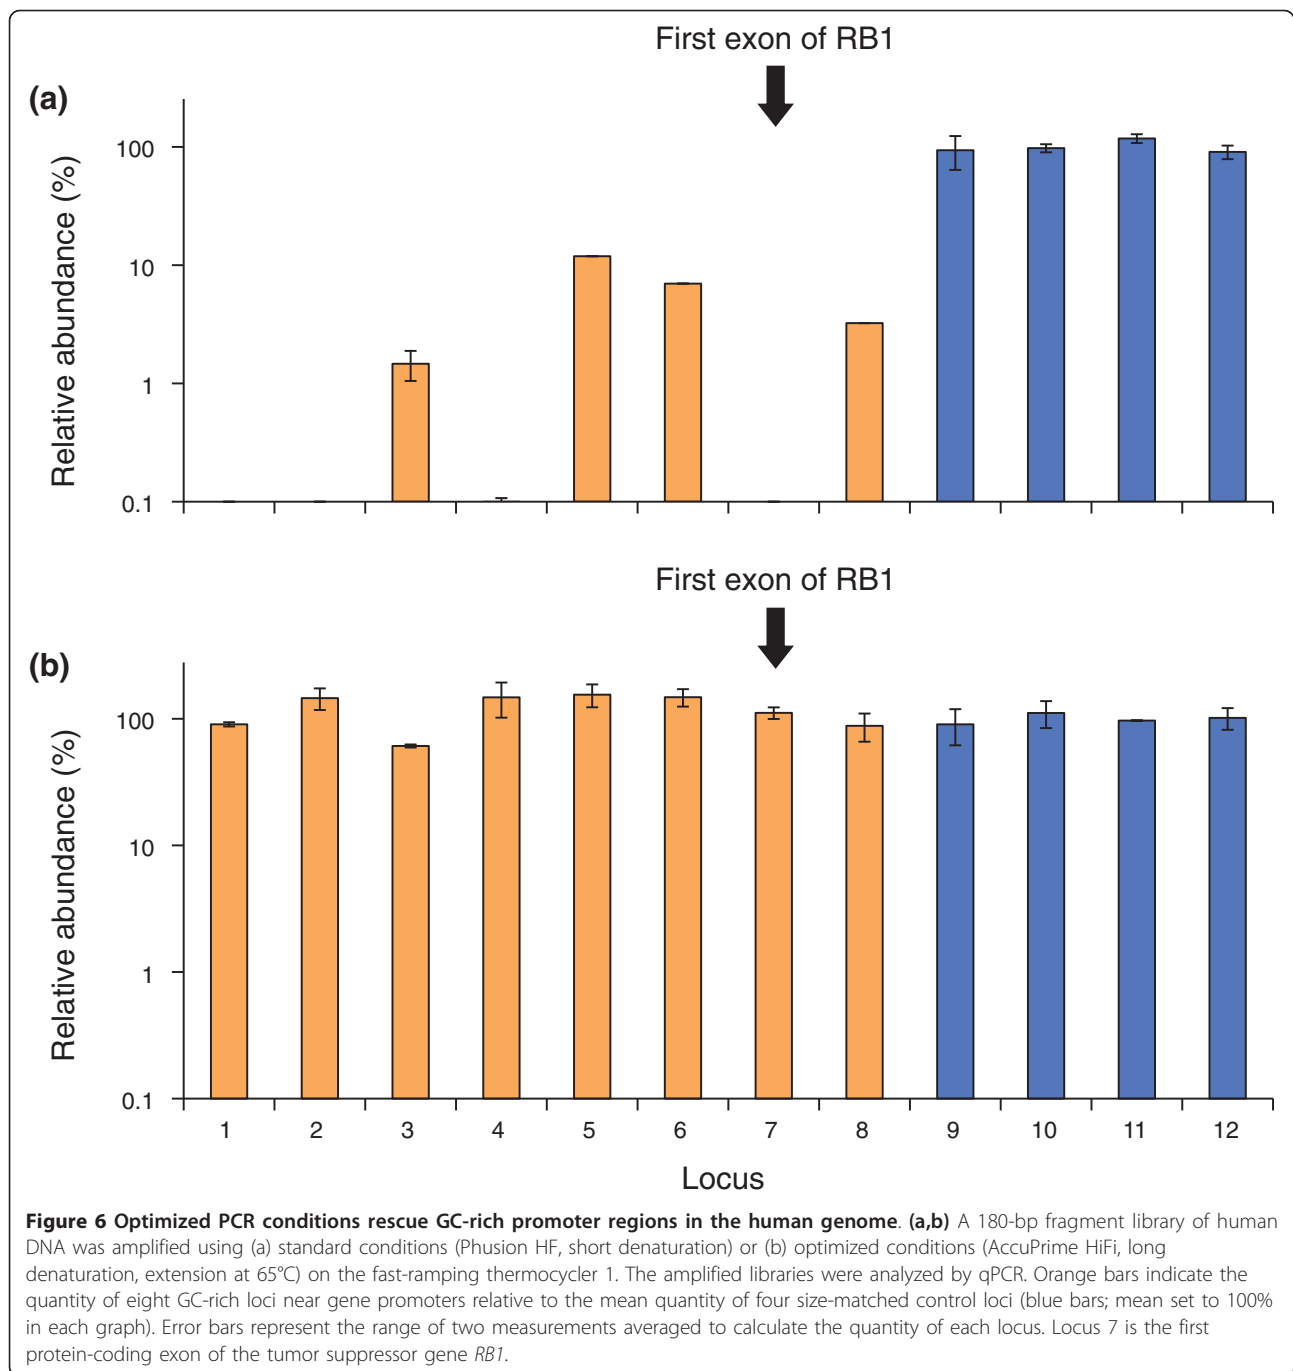 First exon of RB1
(a)
Relative abundance (%)
100
10
1
0.1
First exon of RB1
(b)
Relative abundance (%)
100
10
1
0.1
1 2 3 4 5 6 7 8 9 10 11 12
Locus
Figure 6 Optimized PCR conditions rescue GC-rich promoter regions in the human genome. (a,b) A 180-bp fragment library of human
DNA was amplified using (a) standard conditions (Phusion HF, short denaturation) or (b) optimized conditions (AccuPrime HiFi, long
denaturation, extension at 65°C) on the fast-ramping thermocycler 1. The amplified libraries were analyzed by qPCR. Orange bars indicate the
quantity of eight GC-rich loci near gene promoters relative to the mean quantity of four size-matched control loci (blue bars; mean set to 100%
in each graph). Error bars represent the range of two measurements averaged to calculate the quantity of each locus. Locus 7 is the first
protein-coding exon of the tumor suppressor gene RB1.